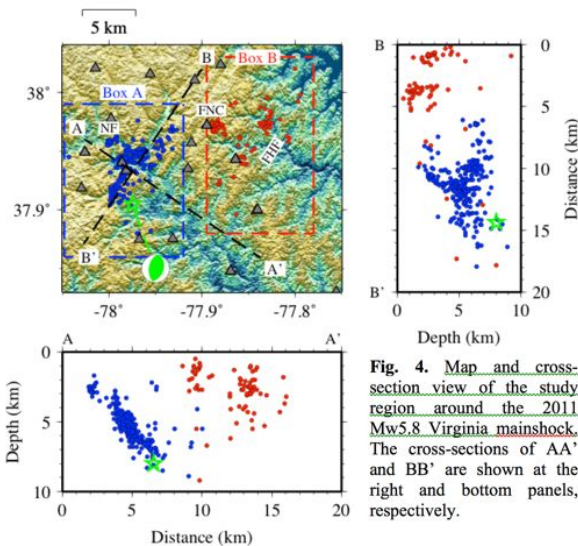 5 km
B
Box B
Box A
FNC
NF
A
FHF
B'
A'
38°
37.9°
-78°
-77.9°
-77.8°
B
B'
0
5
10
15
20
Distance (km)
0
5
10
Depth (km)
A
A'
0
5
10
Depth (km)
0
5
10
15
20
Distance (km)
Fig. 4. Map and cross-
section view of the study
region around the 2011
Mw5.8 Virginia mainshock.
The cross-sections of AA'
and BB' are shown at the
right and bottom panels,
respectively.